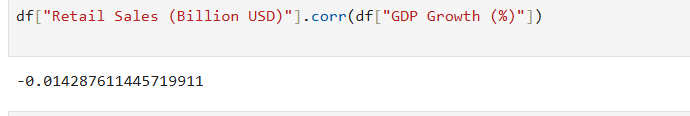 df["Retail Sales (Billion USD)"].corr(df["GDP Growth (%)"])
-0.014287611445719911